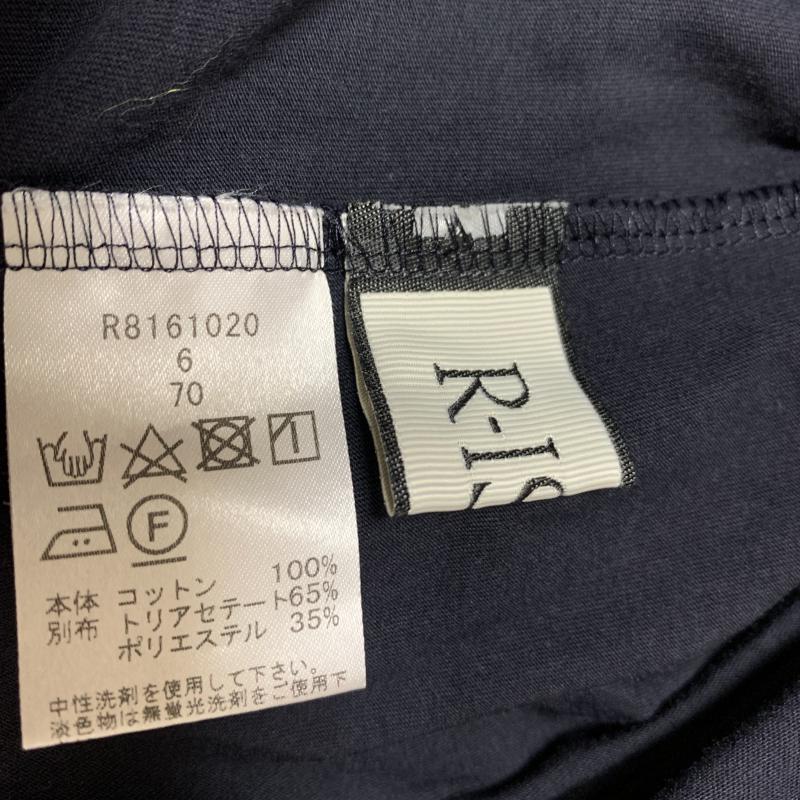 R8161020
6
70
F
本体 コットン 100%
別布 トリアセテート65%
ポリエステル 35%
中性洗剤を使用して下さい。
淡色物は無蛍光洗剤をご使用下
R-IS